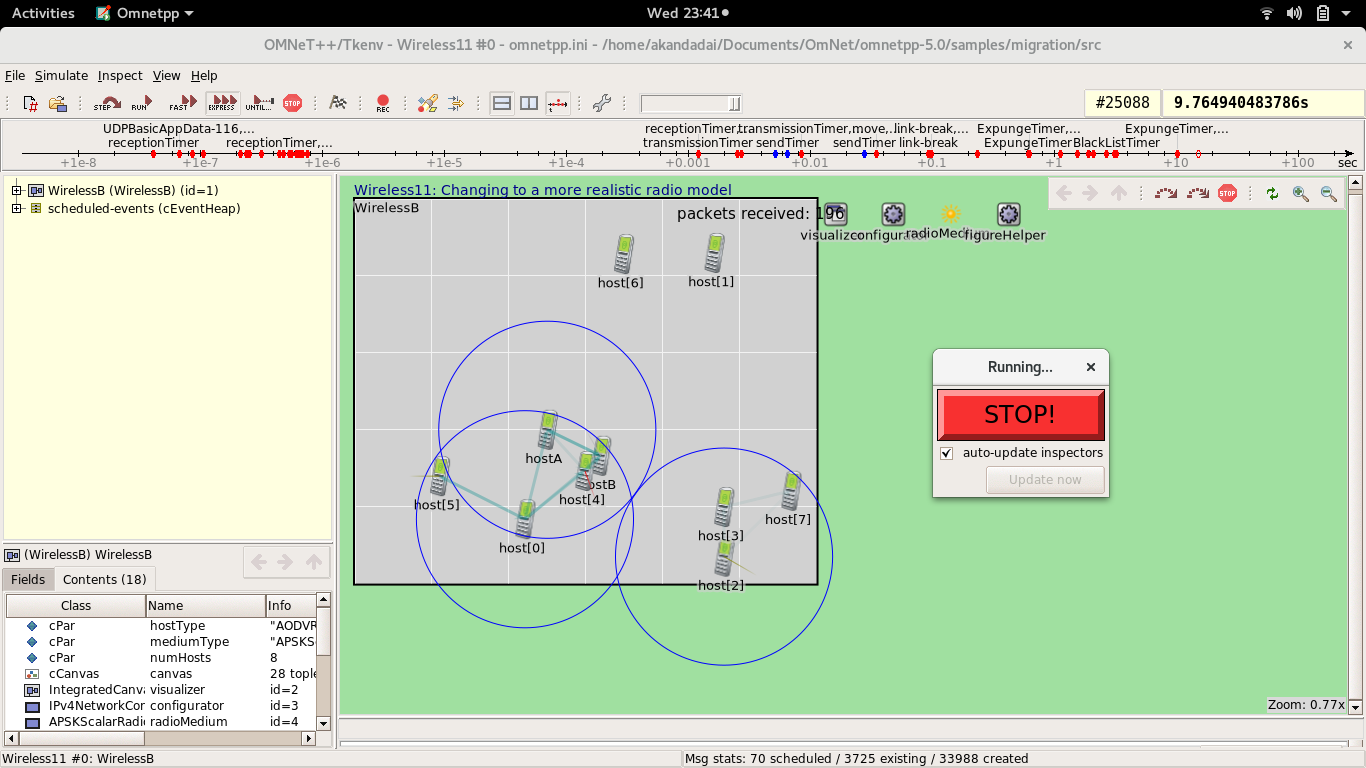 Activities Omnetpp Wed 23:41
OMNeT++/Tkenv - Wireless11 #0 - omnetpp.ini - /home/akandadai/Documents/OmNet/omnetpp-5.0/samples/migration/src
File Simulate Inspect View Help
STEP RUN FAST EXPRESS UNTIL... STOP REC #25088 9.764940483786s
UDPBasicAppData-116,... receptionTimer, transmissionTimer, move,.. link-break,... ExpungeTimer,... ExpungeTimer,...
receptionTimer receptionTimer,... transmissionTimer sendTimer sendTimer link-break ExpungeTimer BlackListTimer
+1e-8 +1e-7 +1e-6 +1e-5 +1e-4 +0.001 +0.01 +0.1 +1 +10 +100 sec
WirelessB (WirelessB) (id=1)
scheduled-events (cEventHeap)
Wireless11: Changing to a more realistic radio model
STOP
WirelessB
packets received: 196
configurator
figureHelper
host[6]
host[1]
hostA
host[5]
host[4]
host[0]
host[7]
host[3]
host[2]
Running...
STOP!
auto-update inspectors
Update now
(WirelessB) WirelessB
Fields Contents (18)
Class Name Info
cPar hostType "AODVR
cPar mediumType "APSKS
cPar numHosts 8
cCanvas canvas 28 tople
IntegratedCanv visualizer id=2
IPv4NetworkCor configurator id=3
APSKScalarRadi radioMedium id=4
Zoom: 0.77x
Wireless11 #0: WirelessB
Msg stats: 70 scheduled / 3725 existing / 33988 created